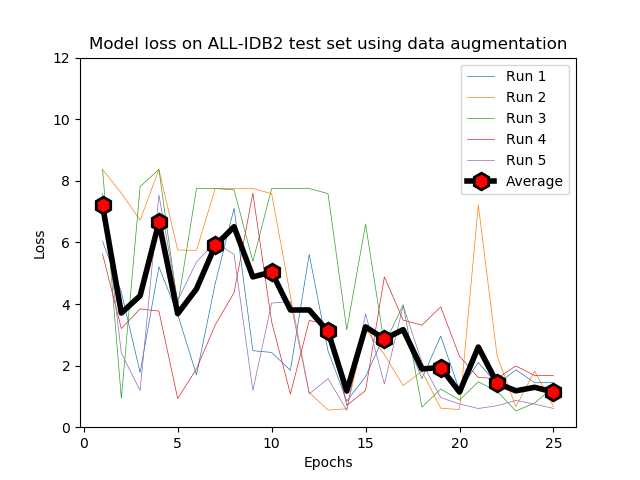 Model loss on ALL-IDB2 test set using data augmentation
12
10
8
6
4
2
0
Loss
Run 1
Run 2
Run 3
Run 4
Run 5
Average
0 5 10 15 20 25
Epochs